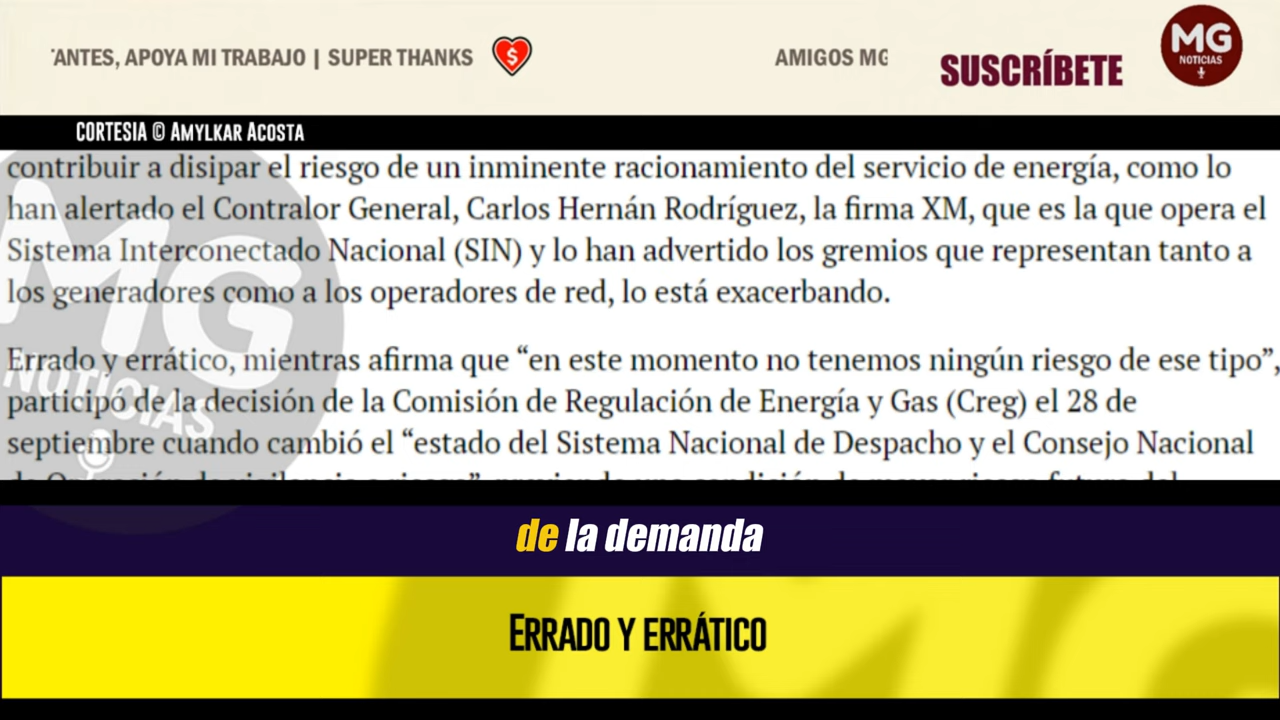 'ANTES, APOYA MI TRABAJO | SUPER THANKS
AMIGOS MG
SUSCRÍBETE
MG
NOTICIAS
CORTESIA © AMYLKAR ACOSTA
contribuir a disipar el riesgo de un inminente racionamiento del servicio de energía, como lo
han alertado el Contralor General, Carlos Hernán Rodríguez, la firma XM, que es la que opera el
Sistema Interconectado Nacional (SIN) y lo han advertido los gremios que representan tanto a
los generadores como a los operadores de red, lo está exacerbando.
Errado y errático, mientras afirma que “en este momento no tenemos ningún riesgo de ese tipo”,
participó de la decisión de la Comisión de Regulación de Energía y Gas (Creg) el 28 de
septiembre cuando cambió el “estado del Sistema Nacional de Despacho y el Consejo Nacional
MG
NOTICIAS
de la demanda
ERRADO Y ERRÁTICO